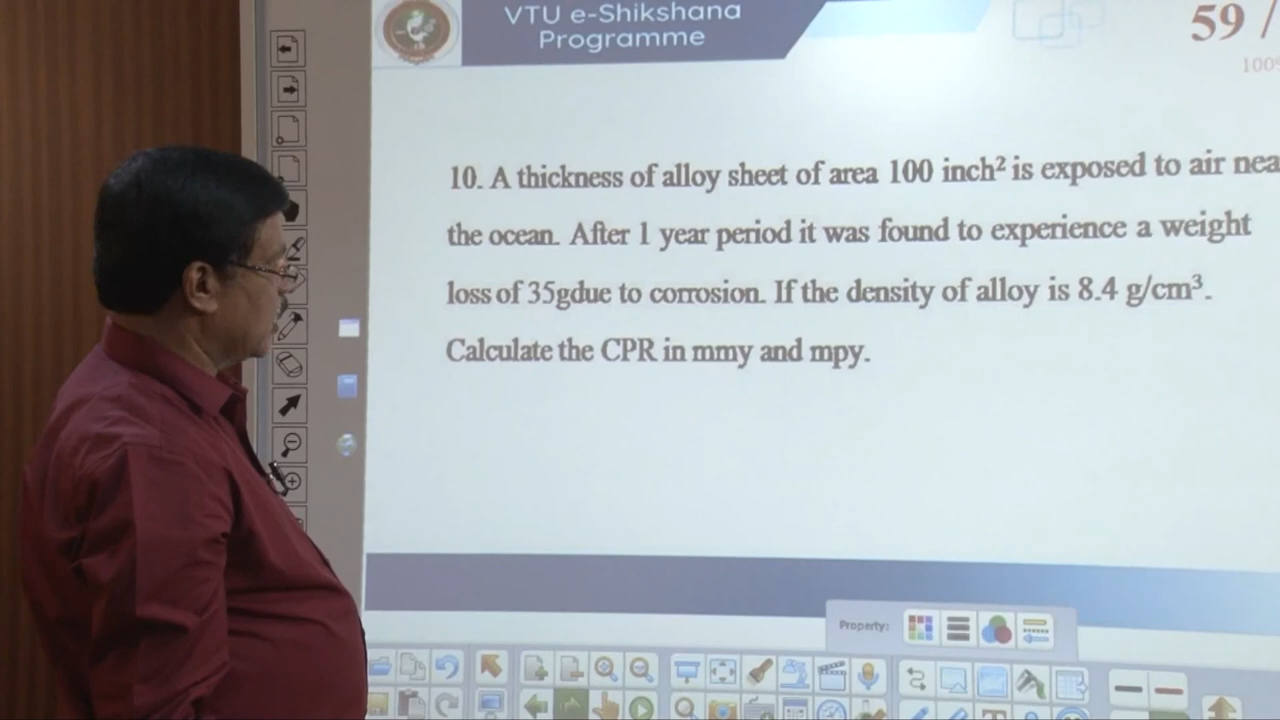 VTU e-Shikshana
Programme
59 /
100%
10. A thickness of alloy sheet of area 100 inch² is exposed to air nea
the ocean. After 1 year period it was found to experience a weight
loss of 35gdue to corrosion. If the density of alloy is 8.4 g/cm³.
Calculate the CPR in mmy and mpy.
Property: